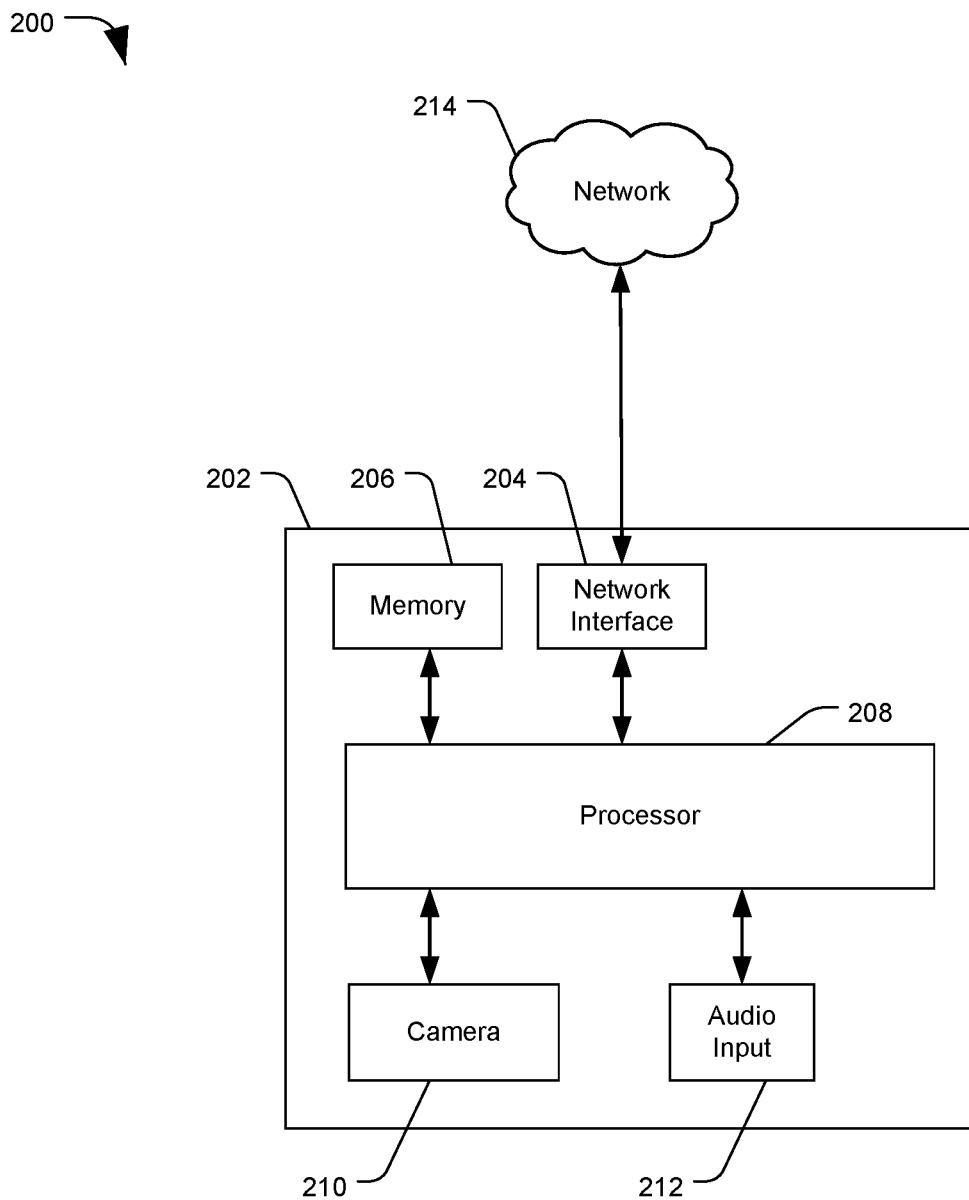 200
214
Network
202
206
204
Memory
Network
Interface
208
Processor
Camera
Audio
Input
210
212